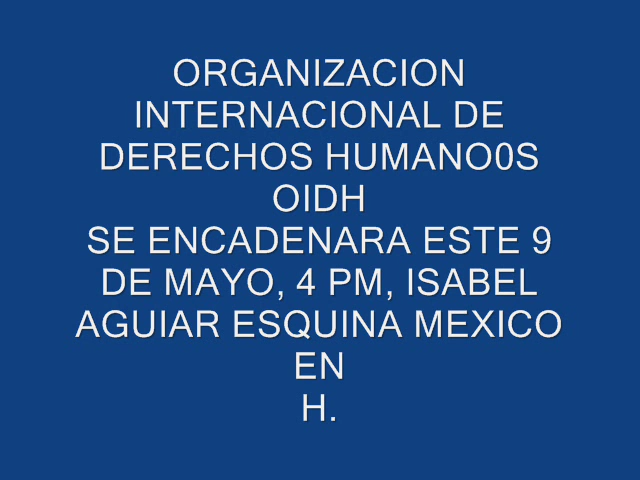 ORGANIZACION
INTERNACIONAL DE
DERECHOS HUMANO0S
OIDH
SE ENCADENARA ESTE 9
DE MAYO, 4 PM, ISABEL
AGUIAR ESQUINA MEXICO
EN
H.